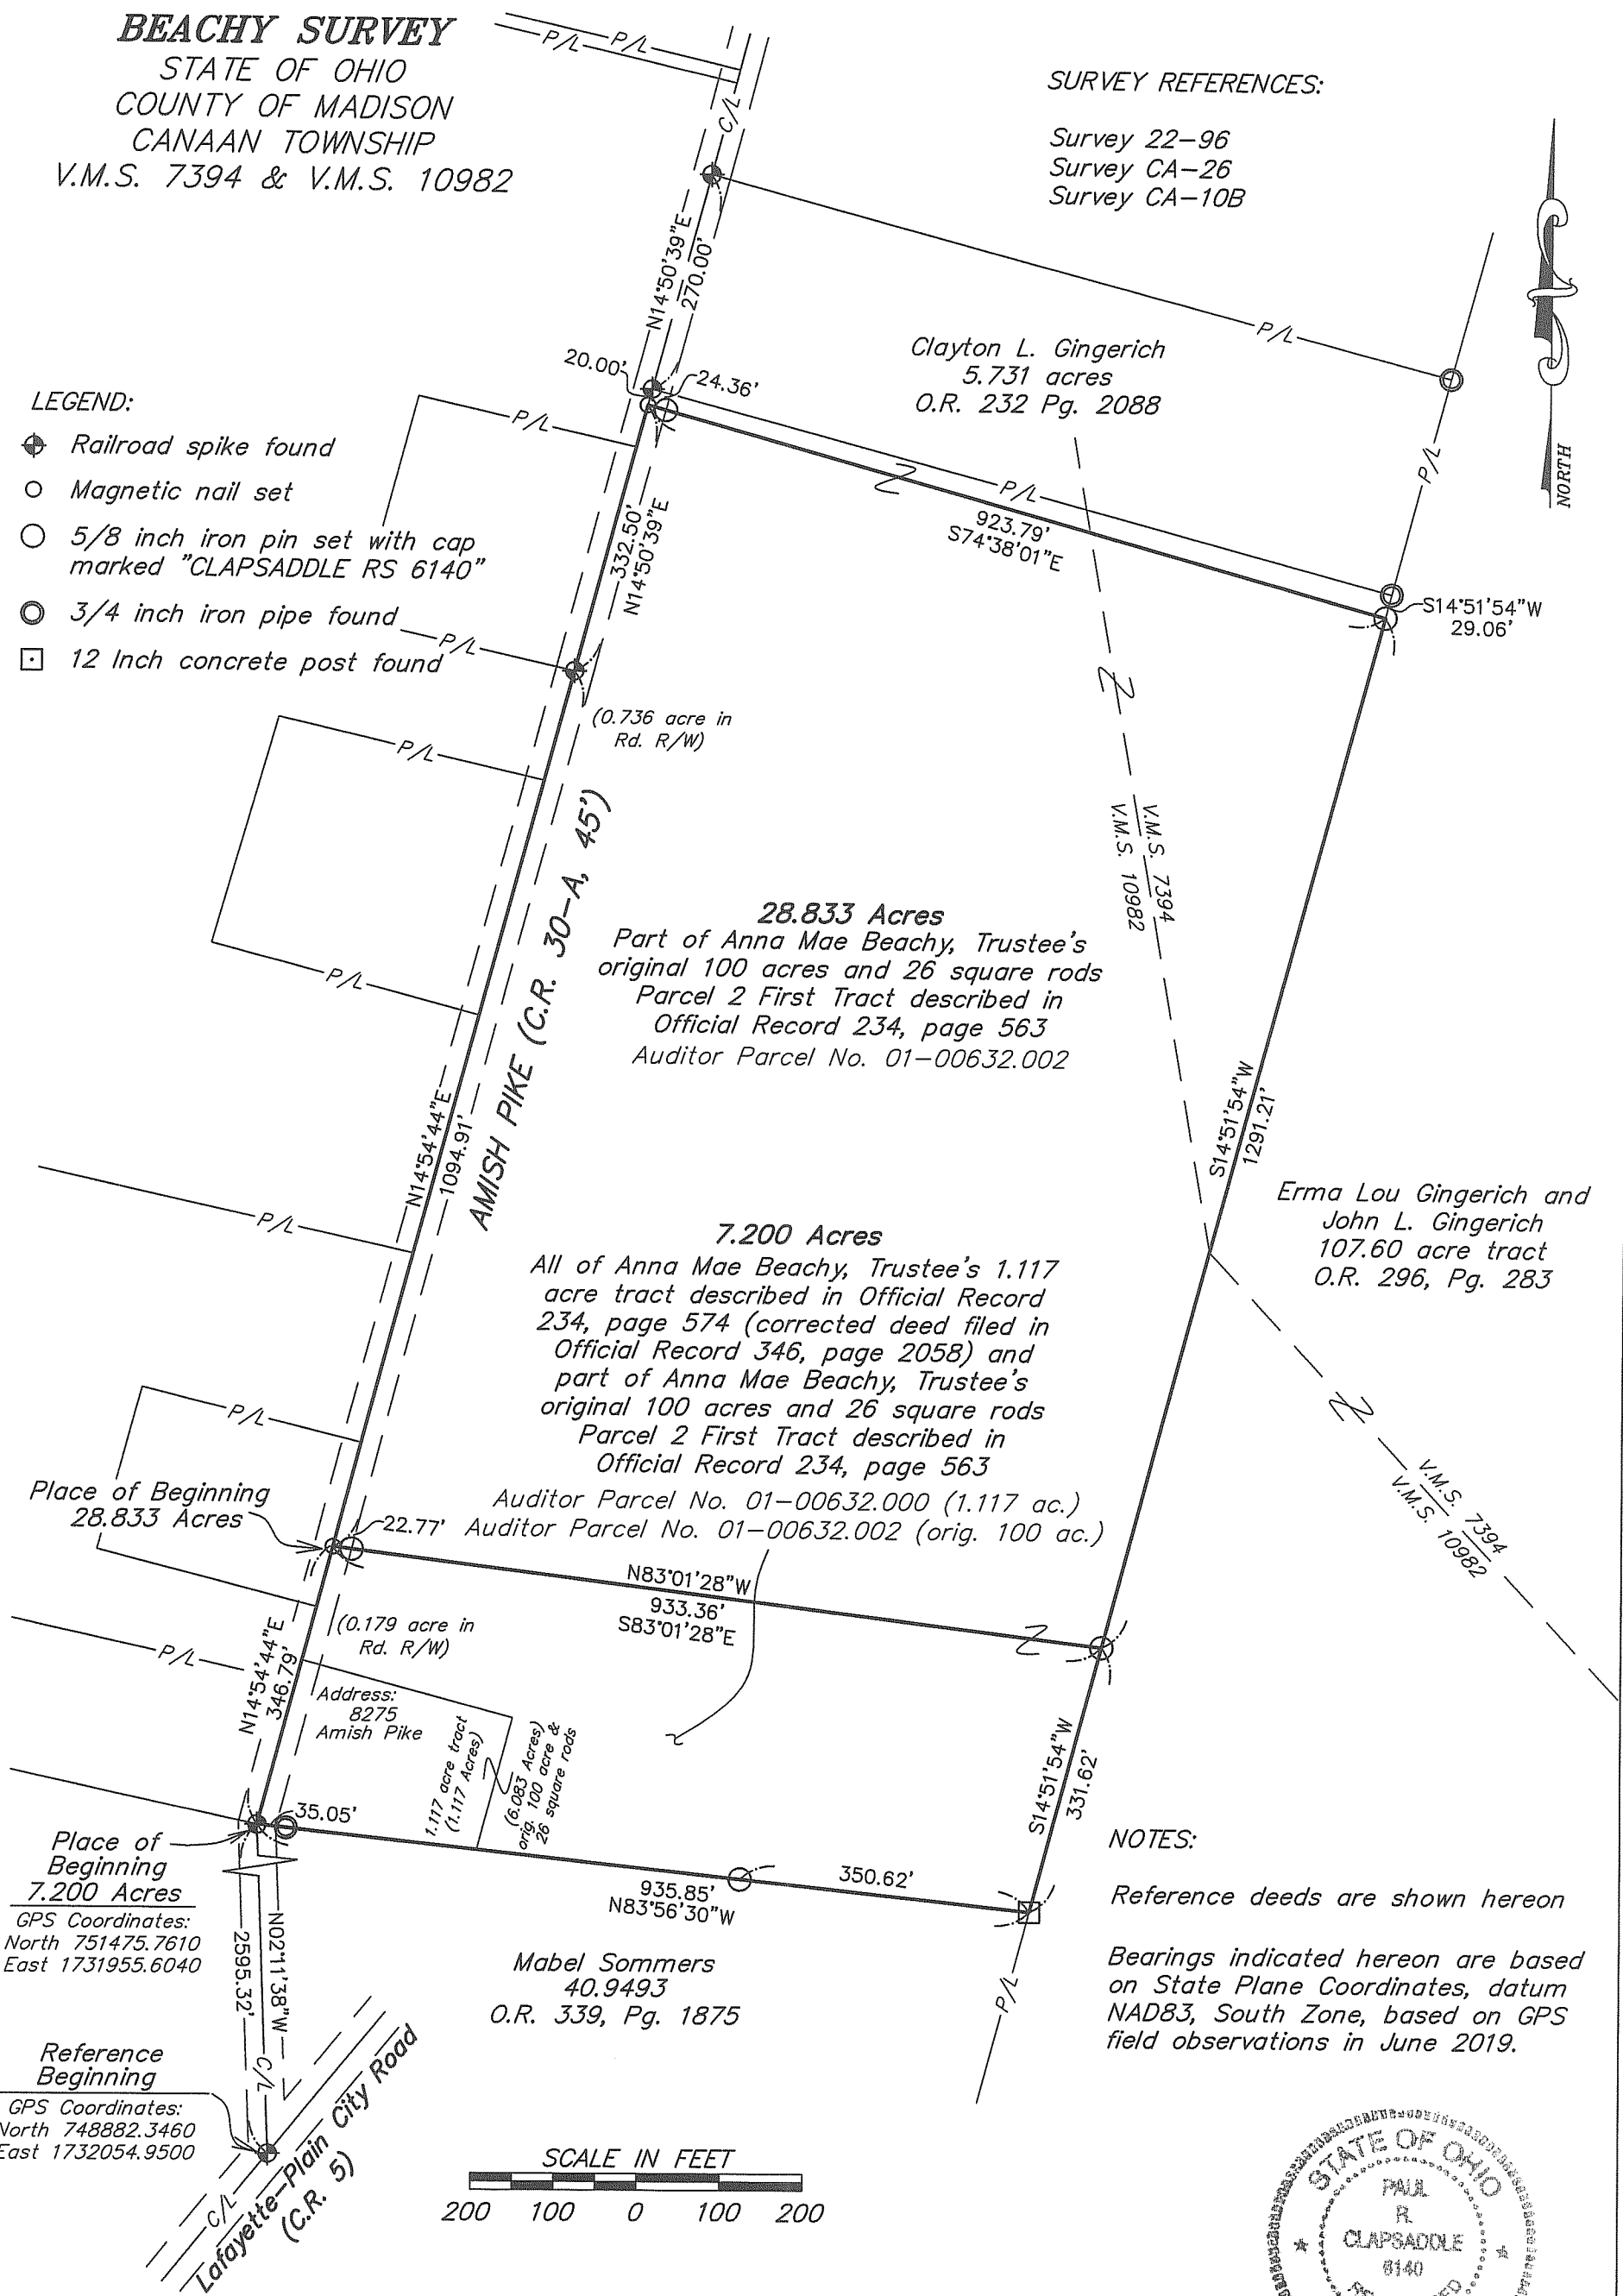 BEACHY SURVEY
STATE OF OHIO
COUNTY OF MADISON
CANAAN TOWNSHIP
V.M.S. 7394 & V.M.S. 10982
P/L
P/L
C/L
SURVEY REFERENCES:
Survey 22-96
Survey CA-26
Survey CA-10B
NORTH
N14°50'39"E
270.00'
P/L
Clayton L. Gingerich
5.731 acres
O.R. 232 Pg. 2088
20.00'
24.36'
P/L
LEGEND:
Railroad spike found
Magnetic nail set
5/8 inch iron pin set with cap
marked "CLAPSADDLE RS 6140"
3/4 inch iron pipe found
12 Inch concrete post found
P/L
P/L
332.50'
N14°50'39"E
P/L
923.79'
S74°38'01"E
S14°51'54"W
29.06'
(0.736 acre in
Rd. R/W)
P/L
P/L
V.M.S. 7394
V.M.S. 10982
AMISH PIKE (C.R. 30-A, 45')
28.833 Acres
Part of Anna Mae Beachy, Trustee's
original 100 acres and 26 square rods
Parcel 2 First Tract described in
Official Record 234, page 563
Auditor Parcel No. 01-00632.002
N14°54'44"E
1094.91'
S14°51'54"W
1291.21'
P/L
Erma Lou Gingerich and
John L. Gingerich
107.60 acre tract
O.R. 296, Pg. 283
7.200 Acres
All of Anna Mae Beachy, Trustee's 1.117
acre tract described in Official Record
234, page 574 (corrected deed filed in
Official Record 346, page 2058) and
part of Anna Mae Beachy, Trustee's
original 100 acres and 26 square rods
Parcel 2 First Tract described in
Official Record 234, page 563
Auditor Parcel No. 01-00632.000 (1.117 ac.)
Auditor Parcel No. 01-00632.002 (orig. 100 ac.)
P/L
Place of Beginning
28.833 Acres
22.77'
V.M.S. 7394
V.M.S. 10982
N83°01'28"W
933.36'
S83°01'28"E
(0.179 acre in
Rd. R/W)
P/L
N14°54'44"E
346.79'
Address:
8275
Amish Pike
1.117 acre tract
(1.117 Acres)
(6.083 Acres)
orig. 100 acre &
26 square rods
S14°51'54"W
331.62'
35.05'
935.85'
N83°56'30"W
350.62'
Place of
Beginning
7.200 Acres
GPS Coordinates:
North 751475.7610
East 1731955.6040
2595.32'
N02°11'38"W
C/L
Mabel Sommers
40.9493
O.R. 339, Pg. 1875
P/L
NOTES:
Reference deeds are shown hereon
Bearings indicated hereon are based
on State Plane Coordinates, datum
NAD83, South Zone, based on GPS
field observations in June 2019.
Reference
Beginning
GPS Coordinates:
North 748882.3460
East 1732054.9500
C/L
Lafayette-Plain City Road
(C.R. 5)
SCALE IN FEET
200 100 0 100 200
STATE OF OHIO
PAUL
R.
CLAPSADDLE
6140